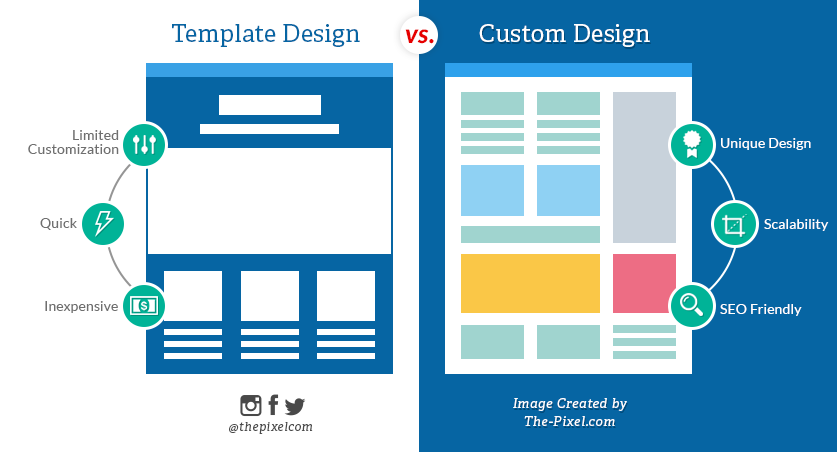 Template Design
vs.
Custom Design
Limited
Customization
Quick
Inexpensive
$
Unique Design
Scalability
SEO Friendly
@thepixelcom
Image Created by
The-Pixel.com